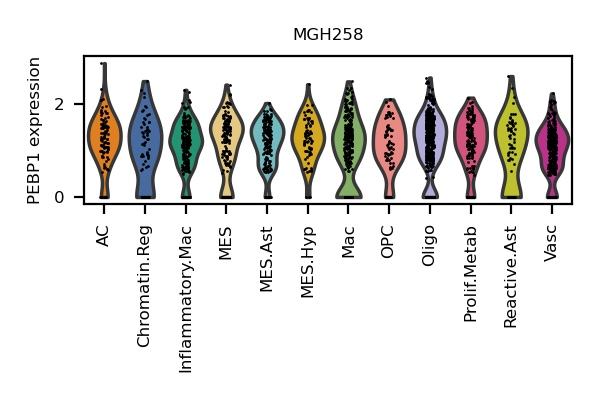 MGH258
PEBP1 expression
2
0
AC
Chromatin.Reg
Inflammatory.Mac
MES
MES.Ast
MES.Hyp
Mac
OPC
Oligo
Prolif.Metab
Reactive.Ast
Vasc